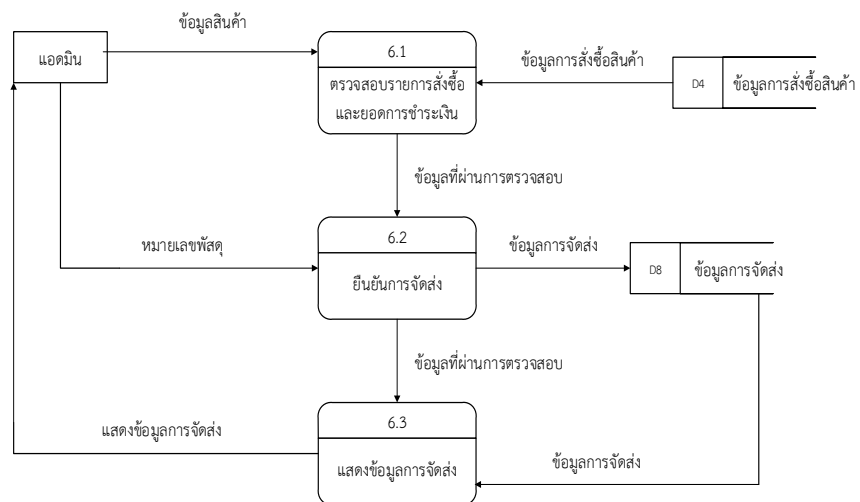 ข้อมูลสินค้า
แอดมิน
6.1
ตรวจสอบรายการสั่งซื้อ
และยอดการชำระเงิน
ข้อมูลการสั่งซื้อสินค้า
D4
ข้อมูลการสั่งซื้อสินค้า
ข้อมูลที่ผ่านการตรวจสอบ
หมายเลขพัสดุ
6.2
ยืนยันการจัดส่ง
ข้อมูลการจัดส่ง
D8
ข้อมูลการจัดส่ง
ข้อมูลที่ผ่านการตรวจสอบ
แสดงข้อมูลการจัดส่ง
6.3
แสดงข้อมูลการจัดส่ง
ข้อมูลการจัดส่ง